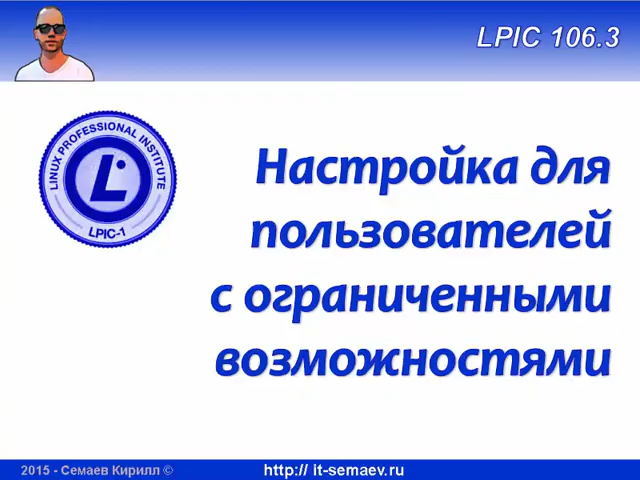 LPIC 106.3
LINUX PROFESSIONAL INSTITUTE
L
LPIC-1
Настройка для
пользователей
с ограниченными
возможностями
2015 - Семаев Кирилл ©
http:// it-semaev.ru